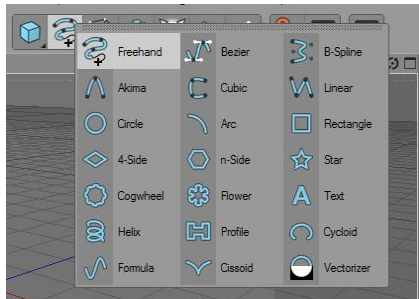 Freehand Bezier B-Spline
Akima Cubic Linear
Circle Arc Rectangle
4-Side n-Side Star
Cogwheel Flower Text
Helix Profile Cycloid
Formula Cissoid Vectorizer